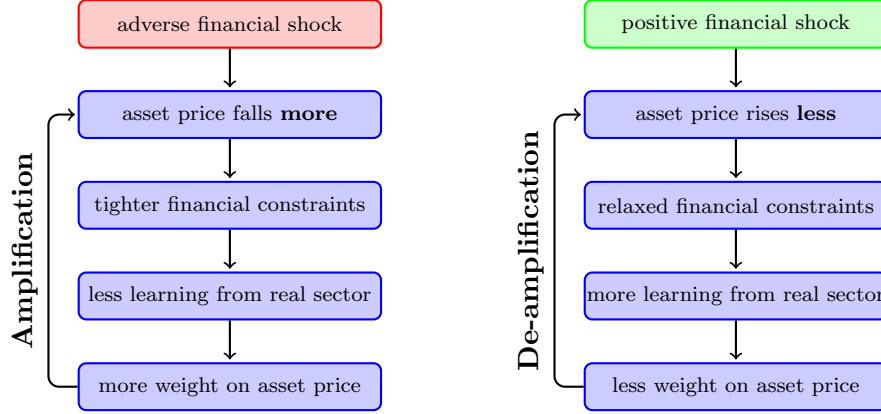 adverse financial shock
asset price falls more
tighter financial constraints
less learning from real sector
more weight on asset price
Amplification
positive financial shock
asset price rises less
relaxed financial constraints
more learning from real sector
less weight on asset price
De-amplification